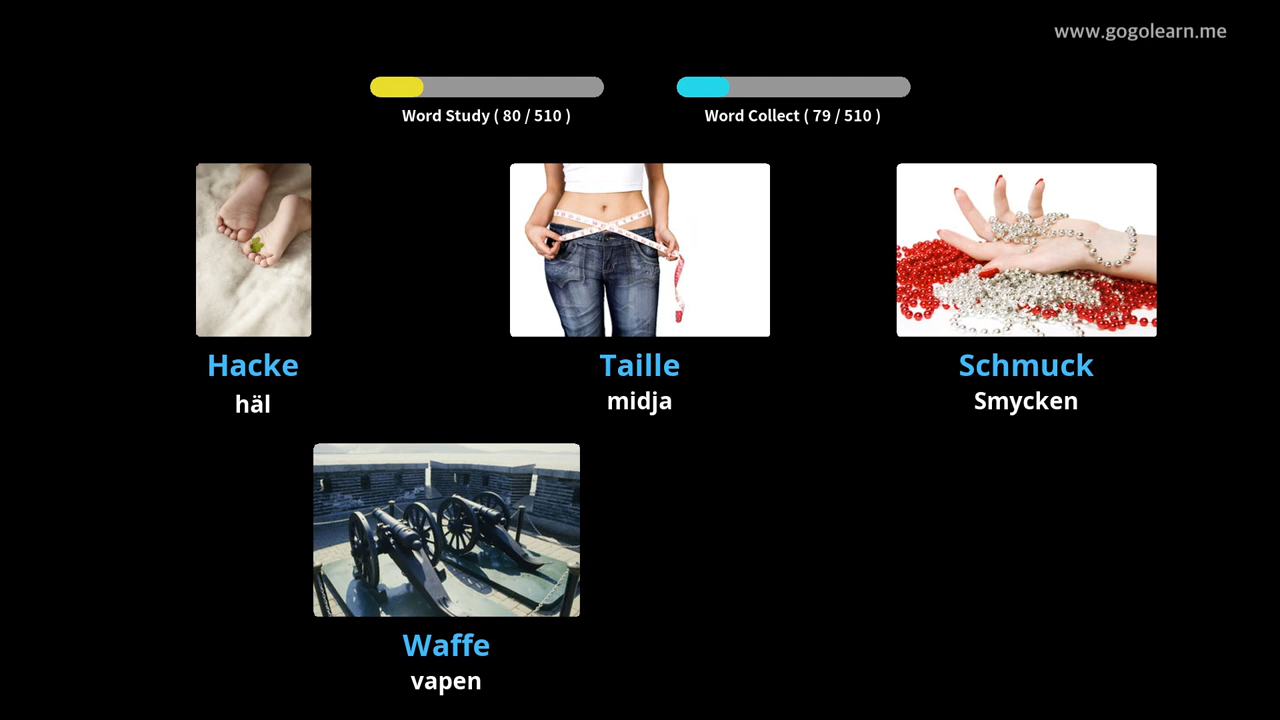 www.gogolearn.me
Word Study ( 80 / 510 )
Word Collect ( 79 / 510 )
Hacke
häl
Taille
midja
Schmuck
Smycken
Waffe
vapen